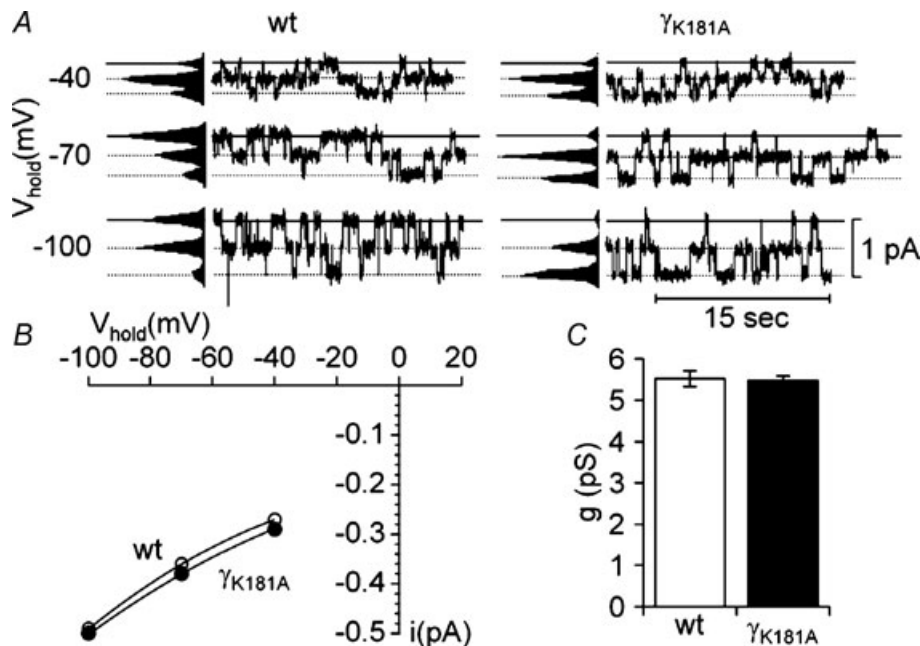 A
wt
γK181A
Vhold(mV)
-40
-70
-100
1 pA
15 sec
B
Vhold(mV)
-100 -80 -60 -40 -20 0 20
-0.1
-0.2
-0.3
-0.4
-0.5
i(pA)
wt
γK181A
C
g (pS)
6
5
4
3
2
1
0
wt
γK181A